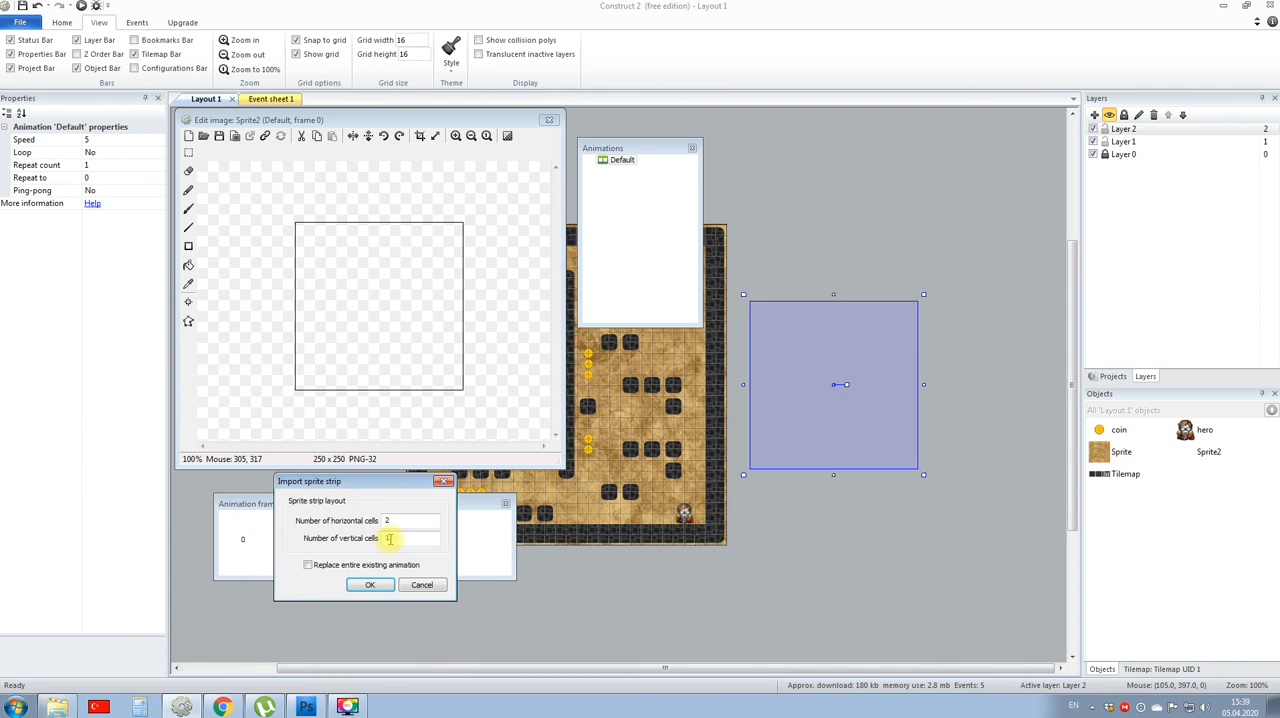 Construct 2 (free edition) - Layout 1
File
Home
View
Events
Upgrade
Status Bar
Layer Bar
Bookmarks Bar
Properties Bar
Z Order Bar
Tilemap Bar
Project Bar
Object Bar
Configurations Bar
Bars
Zoom in
Zoom out
Zoom to 100%
Zoom
Snap to grid
Show grid
Grid options
Grid width 16
Grid height 16
Grid size
Style
Theme
Show collision polys
Translucent inactive layers
Display
Properties
Animation 'Default' properties
Speed 5
Loop No
Repeat count 1
Repeat to 0
Ping-pong No
More information Help
Layout 1
Event sheet 1
Edit image: Sprite2 (Default, frame 0)
100% Mouse: 305, 317 250 x 250 PNG-32
Animations
Default
Animation fram
0
Import sprite strip
Sprite strip layout
Number of horizontal cells 2
Number of vertical cells
Replace entire existing animation
OK
Cancel
Layers
Layer 2 2
Layer 1 1
Layer 0 0
Projects
Layers
Objects
All 'Layout 1' objects
coin
hero
Sprite
Sprite2
Tilemap
Objects
Tilemap: Tilemap UID 1
Ready
Approx. download: 180 kb
memory use: 2.8 mb
Events: 5
Active layer: Layer 2
Mouse: (105.0, 397.0, 0)
Zoom: 100%
Ps
EN
15:39
05.04.2020